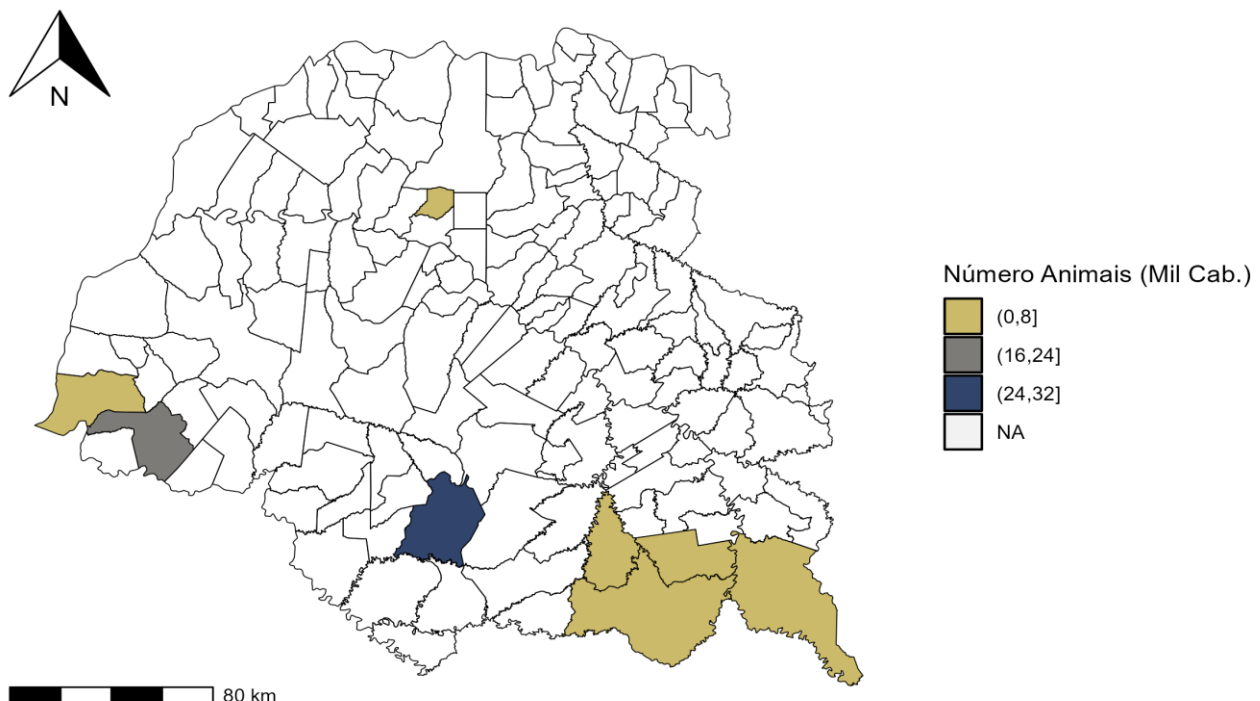 N
Número Animais (Mil Cab.)
(0,8]
(16,24]
(24,32]
NA
80 km